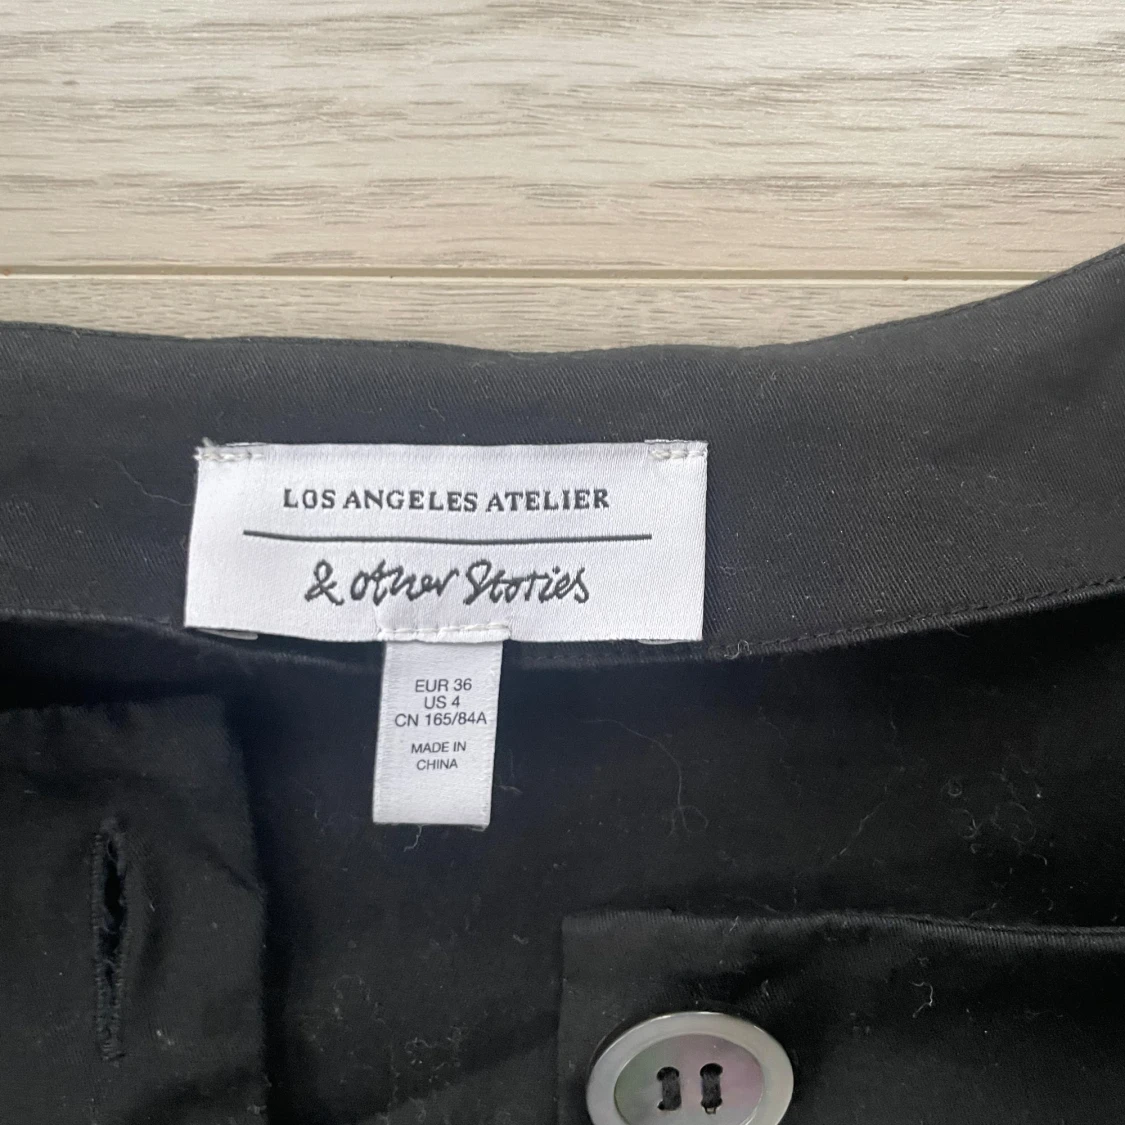 LOS ANGELES ATELIER
& other Stories
EUR 36
US 4
CN 165/84A
MADE IN
CHINA